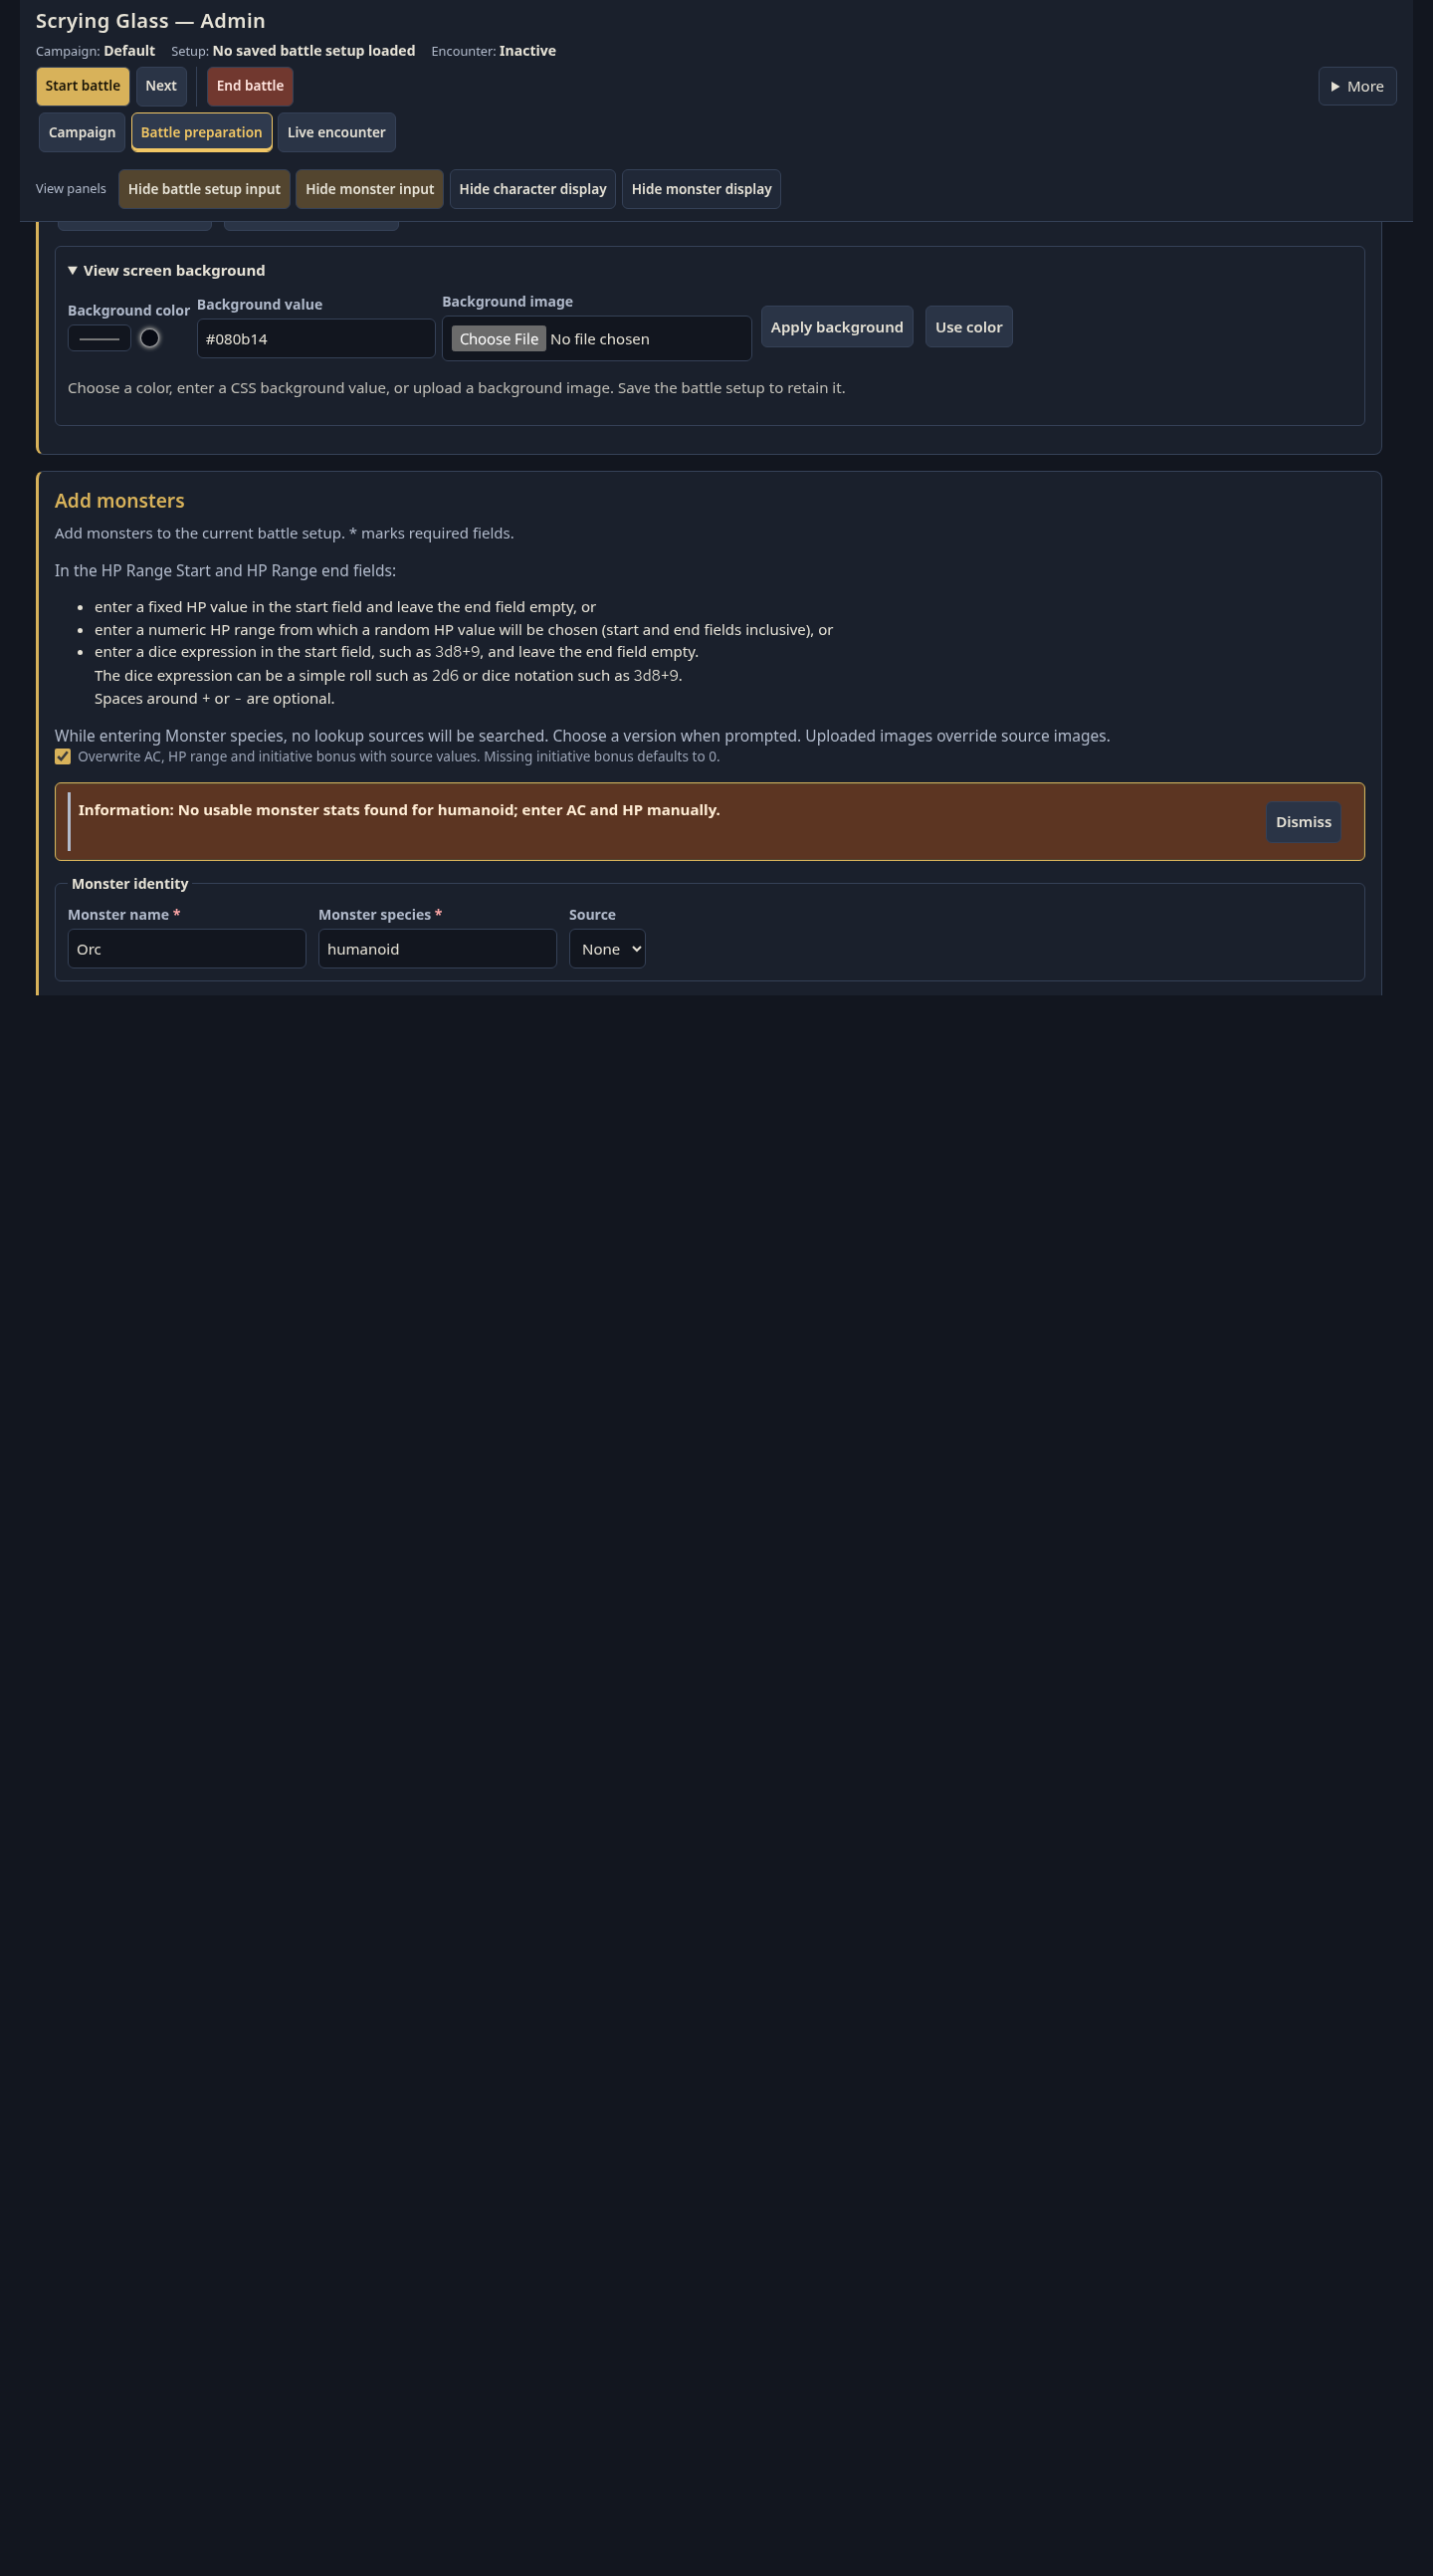 Scrying Glass — Admin
Campaign: Default Setup: No saved battle setup loaded Encounter: Inactive
Start battle Next End battle More
Campaign Battle preparation Live encounter
View panels Hide battle setup input Hide monster input Hide character display Hide monster display
View screen background
Background color Background value Background image
#080b14 Choose File No file chosen Apply background Use color
Choose a color, enter a CSS background value, or upload a background image. Save the battle setup to retain it.
Add monsters
Add monsters to the current battle setup. * marks required fields.
In the HP Range Start and HP Range end fields:
• enter a fixed HP value in the start field and leave the end field empty, or
• enter a numeric HP range from which a random HP value will be chosen (start and end fields inclusive), or
• enter a dice expression in the start field, such as 3d8+9, and leave the end field empty.
The dice expression can be a simple roll such as 2d6 or dice notation such as 3d8+9.
Spaces around + or - are optional.
While entering Monster species, no lookup sources will be searched. Choose a version when prompted. Uploaded images override source images.
Overwrite AC, HP range and initiative bonus with source values. Missing initiative bonus defaults to 0.
Information: No usable monster stats found for humanoid; enter AC and HP manually. Dismiss
Monster identity
Monster name * Monster species * Source
Orc humanoid None